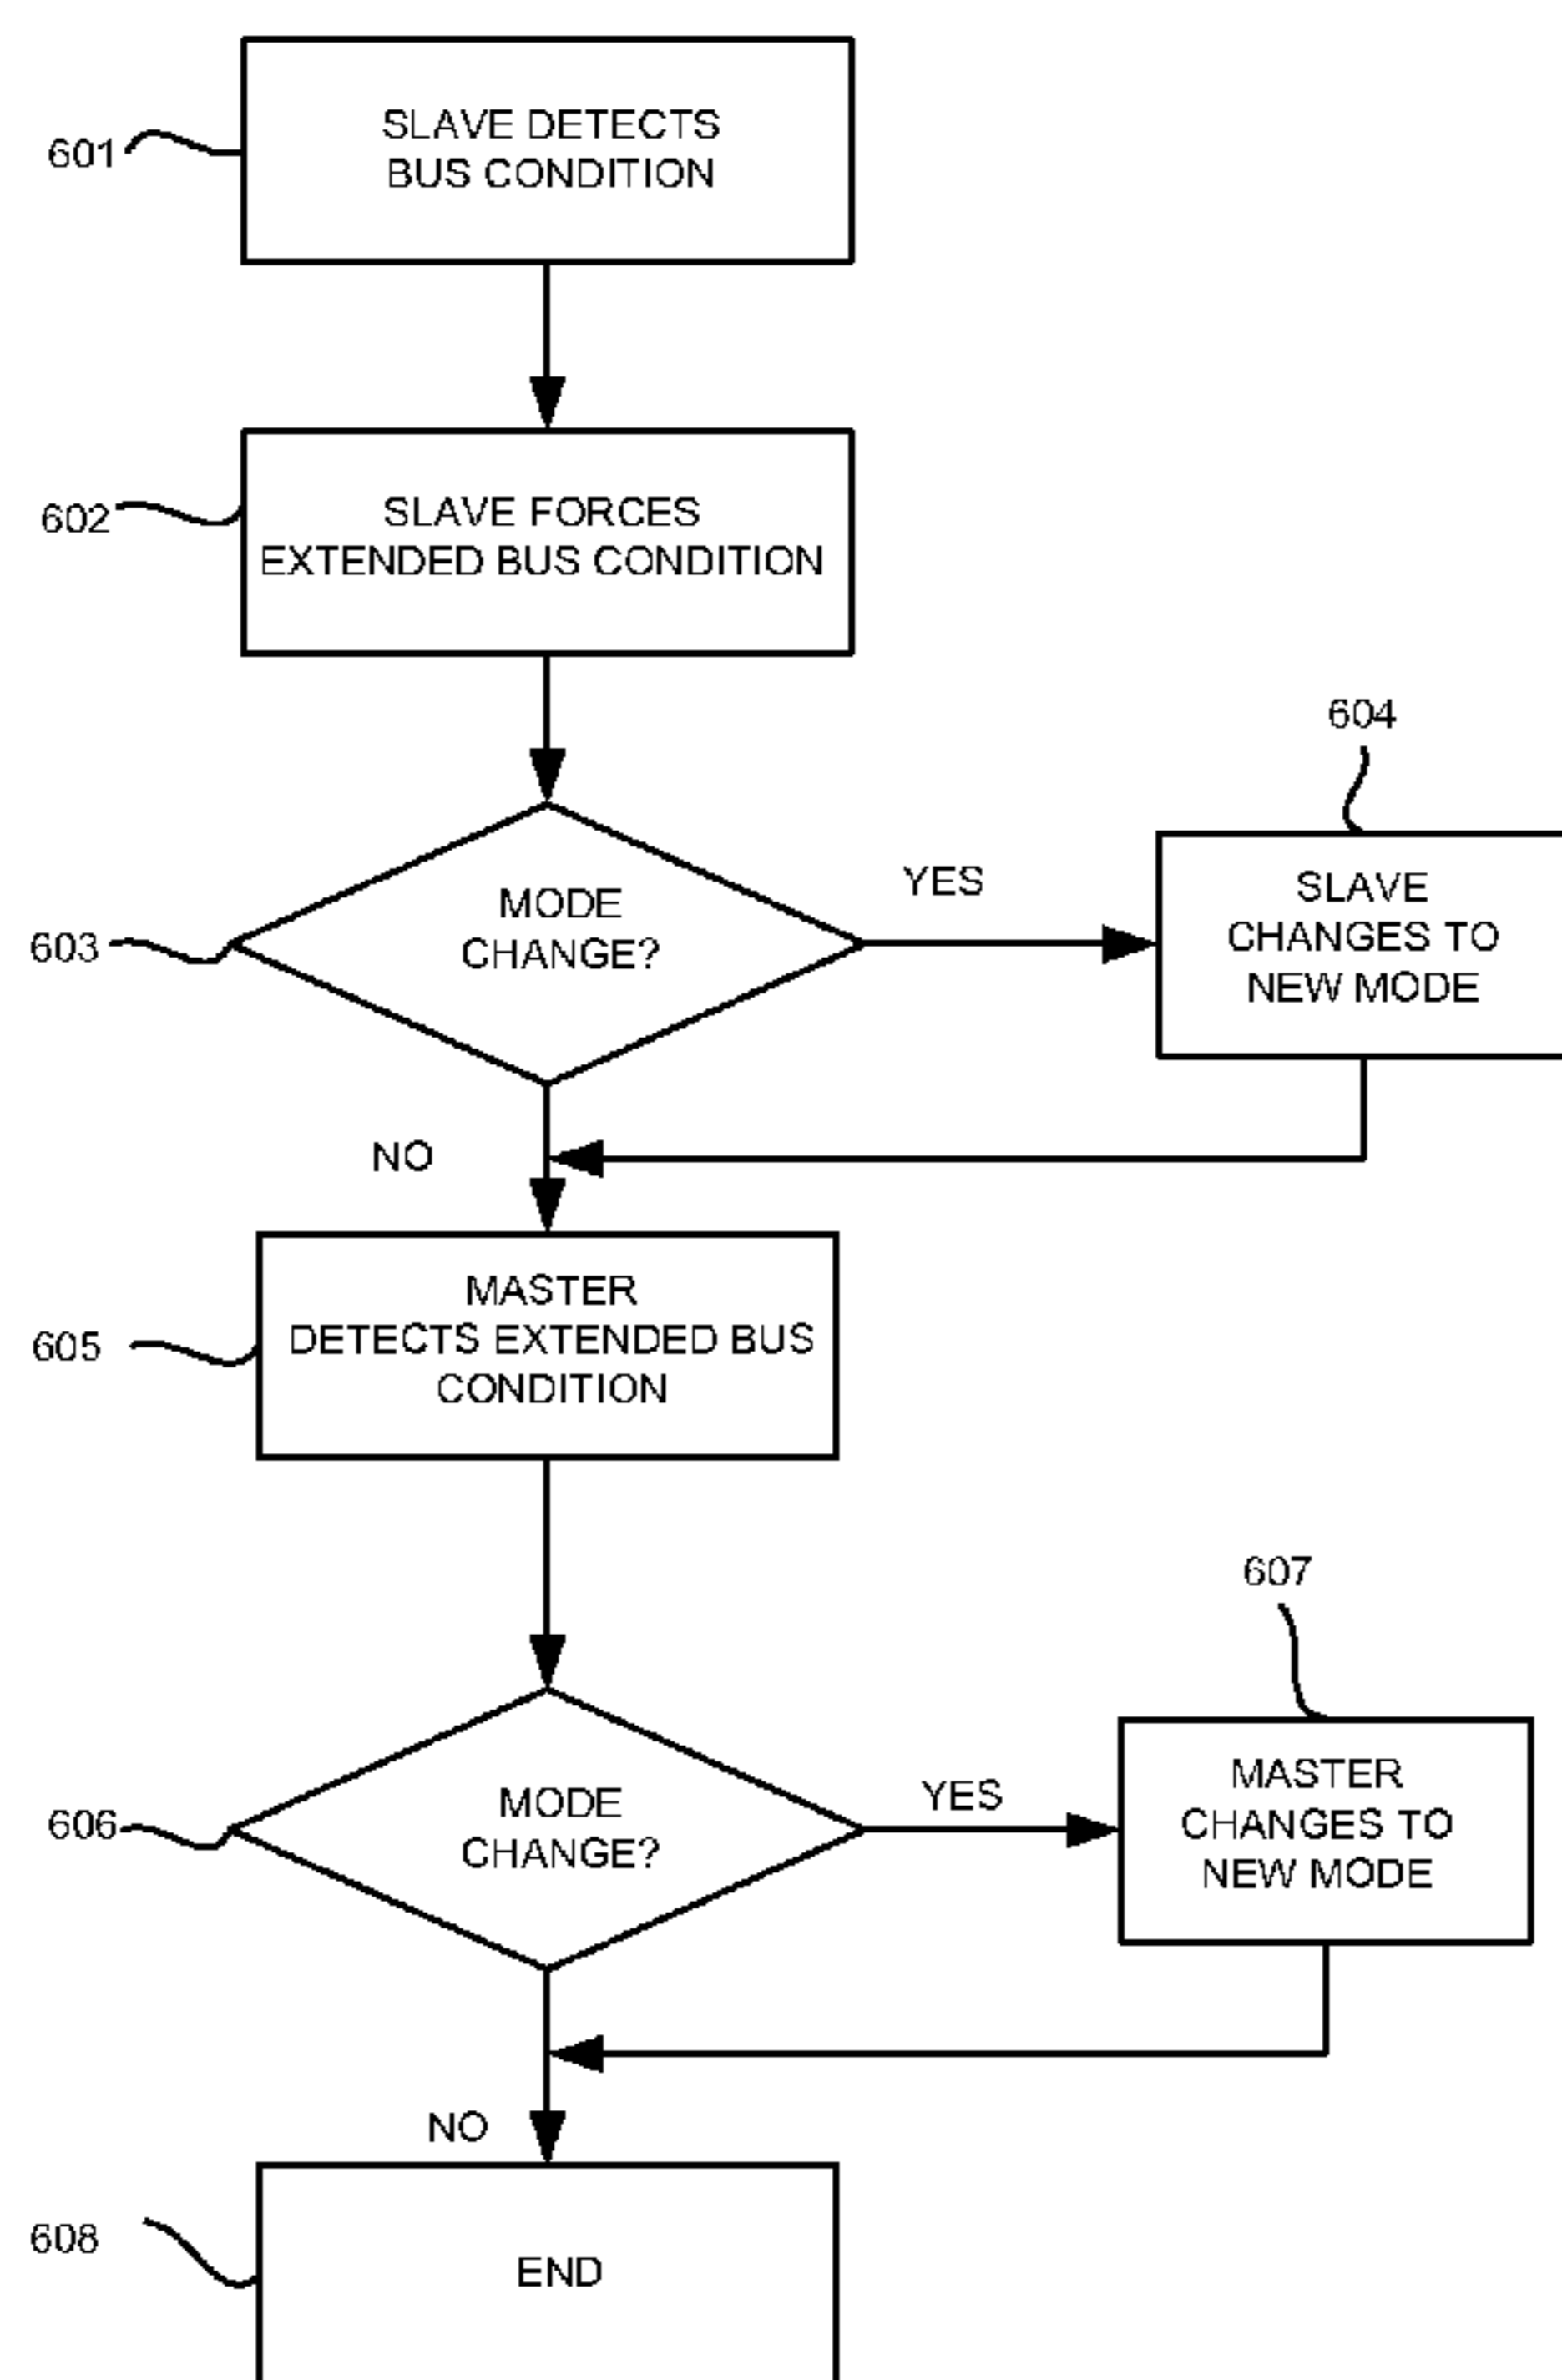 601
SLAVE DETECTS
BUS CONDITION
602
SLAVE FORCES
EXTENDED BUS CONDITION
603
MODE
CHANGE?
YES
604
SLAVE
CHANGES TO
NEW MODE
NO
605
MASTER
DETECTS EXTENDED BUS
CONDITION
606
MODE
CHANGE?
YES
607
MASTER
CHANGES TO
NEW MODE
NO
608
END